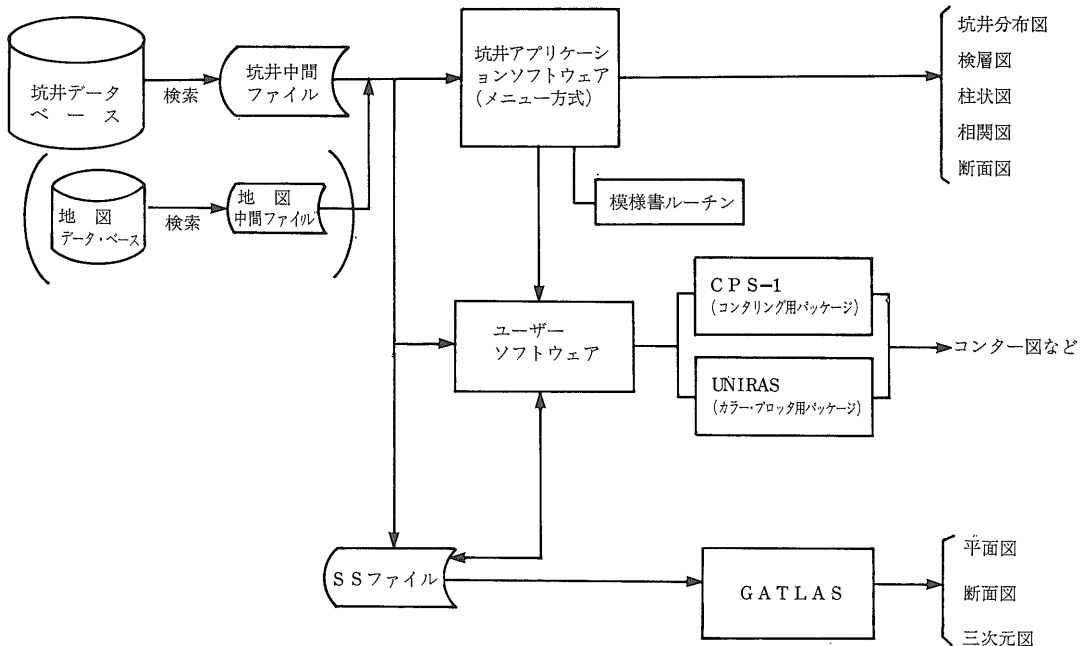 坑井データ
ベース
検索
坑井中間
ファイル
地 図
データ・ベース
検索
地 図
中間ファイル
坑井アプリケーシ
ョンソフトウェア
(メニュー方式)
模様書ルーチン
坑井分布図
検層図
柱状図
相関図
断面図
ユーザー
ソフトウェア
CPS-1
(コンタリング用パッケージ)
UNIRAS
(カラー・プロッタ用パッケージ)
コンター図など
SSファイル
GATLAS
平面図
断面図
三次元図